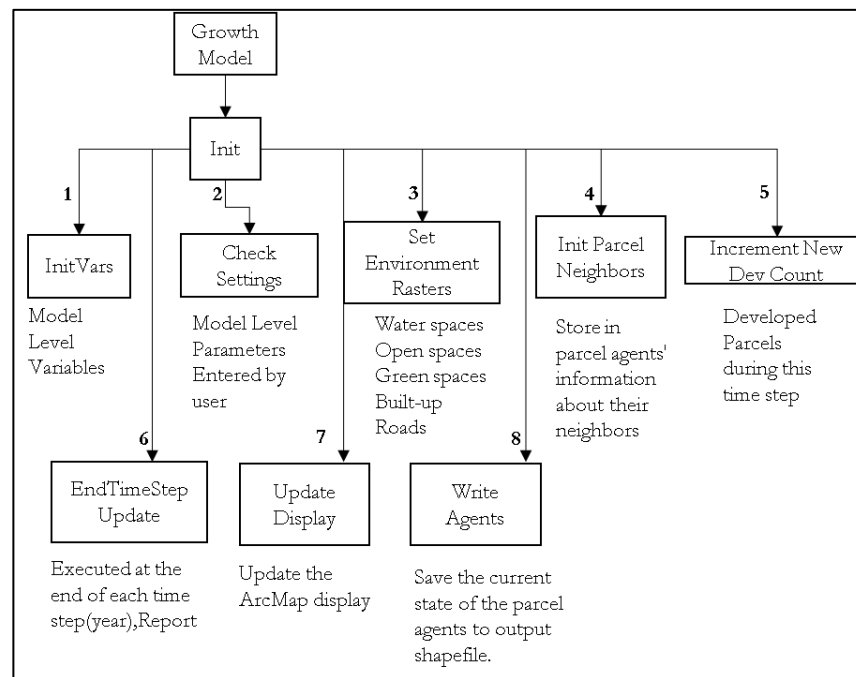 Growth
Model
Init
1
2
3
4
5
InitVars
Model
Level
Variables
Check
Settings
Model Level
Parameters
Entered by
user
Set
Environment
Rasters
Water spaces
Open spaces
Green spaces
Built-up
Roads
Init Parcel
Neighbors
Store in
parcel agents'
information
about their
neighbors
Increment New
Dev Count
Developed
Parcels
during this
time step
6
7
8
EndTimeStep
Update
Executed at the
end of each time
step(year),Report
Update
Display
Update the
ArcMap display
Write
Agents
Save the current
state of the parcel
agents to output
shapefile.